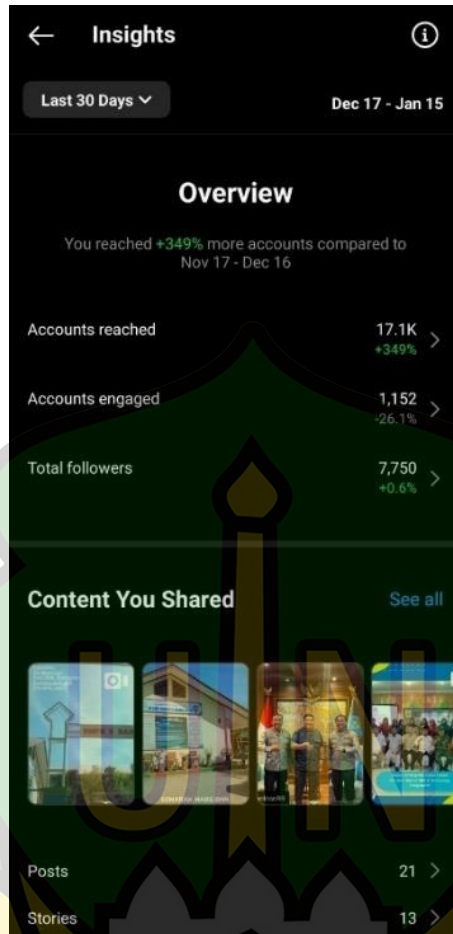 Insights
Last 30 Days
Dec 17 - Jan 15
Overview
You reached +349% more accounts compared to
Nov 17 - Dec 16
Accounts reached
17.1K
+349%
Accounts engaged
1,152
-26.1%
Total followers
7,750
+0.6%
Content You Shared
See all
UIN
Posts
21
Stories
13